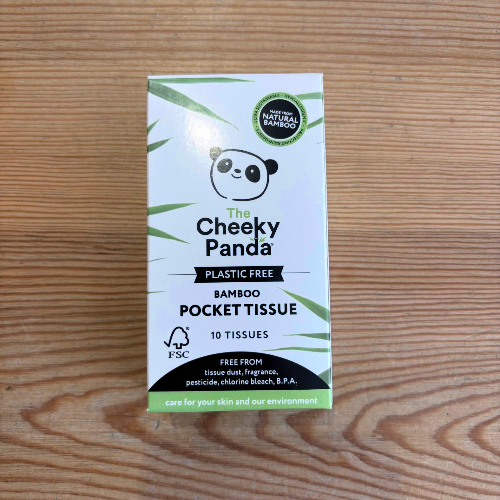 MADE FROM
NATURAL
BAMBOO
The
Cheeky
Panda
PLASTIC FREE
BAMBOO
POCKET TISSUE
10 TISSUES
FSC
FREE FROM
tissue dust, fragrance,
pesticide, chlorine bleach, B.P.A.
care for your skin and our environment